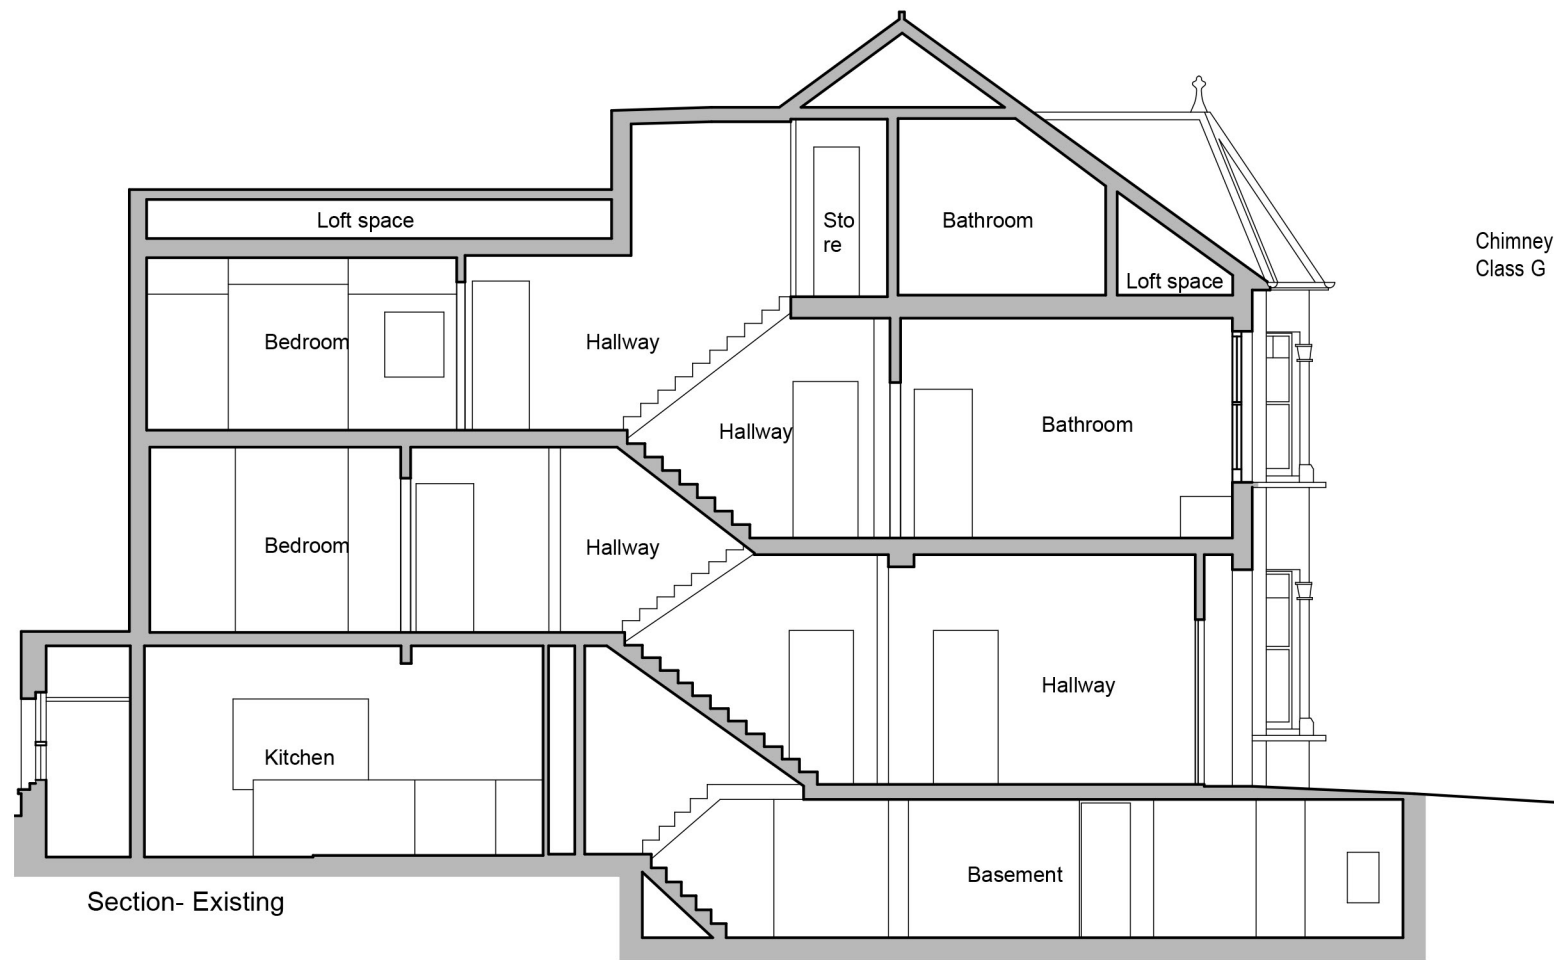 Loft space
Sto
re
Bathroom
Chimney
Class G
Loft space
Bedroom
Hallway
Hallway
Bathroom
Bedroom
Hallway
Hallway
Kitchen
Basement
Section- Existing